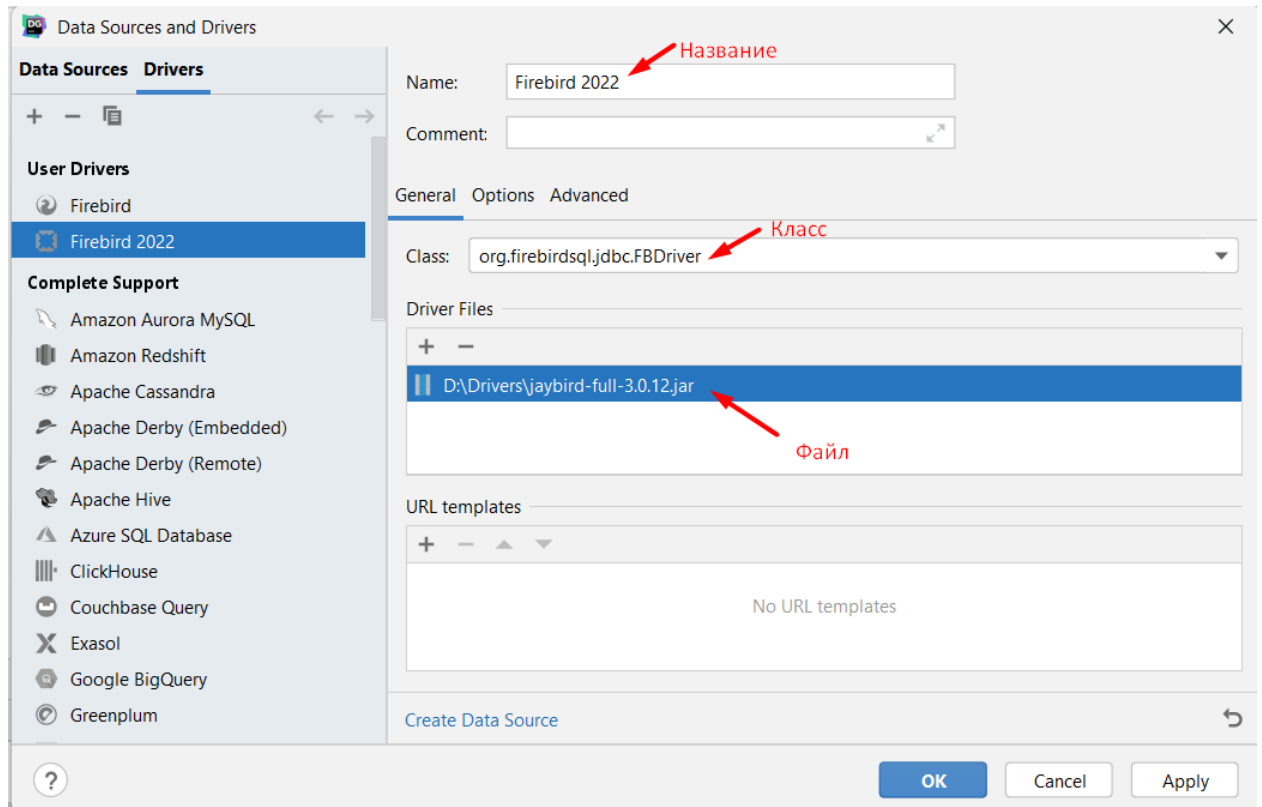 Data Sources and Drivers
Название
Data Sources Drivers
Name: Firebird 2022
Comment:
User Drivers
Firebird
Firebird 2022
Complete Support
Amazon Aurora MySQL
Amazon Redshift
Apache Cassandra
Apache Derby (Embedded)
Apache Derby (Remote)
Apache Hive
Azure SQL Database
ClickHouse
Couchbase Query
Exasol
Google BigQuery
Greenplum
General Options Advanced
Класс
Class: org.firebirdsql.jdbc.FBDriver
Driver Files
D:\Drivers\jaybird-full-3.0.12.jar
Файл
URL templates
No URL templates
Create Data Source
? OK Cancel Apply